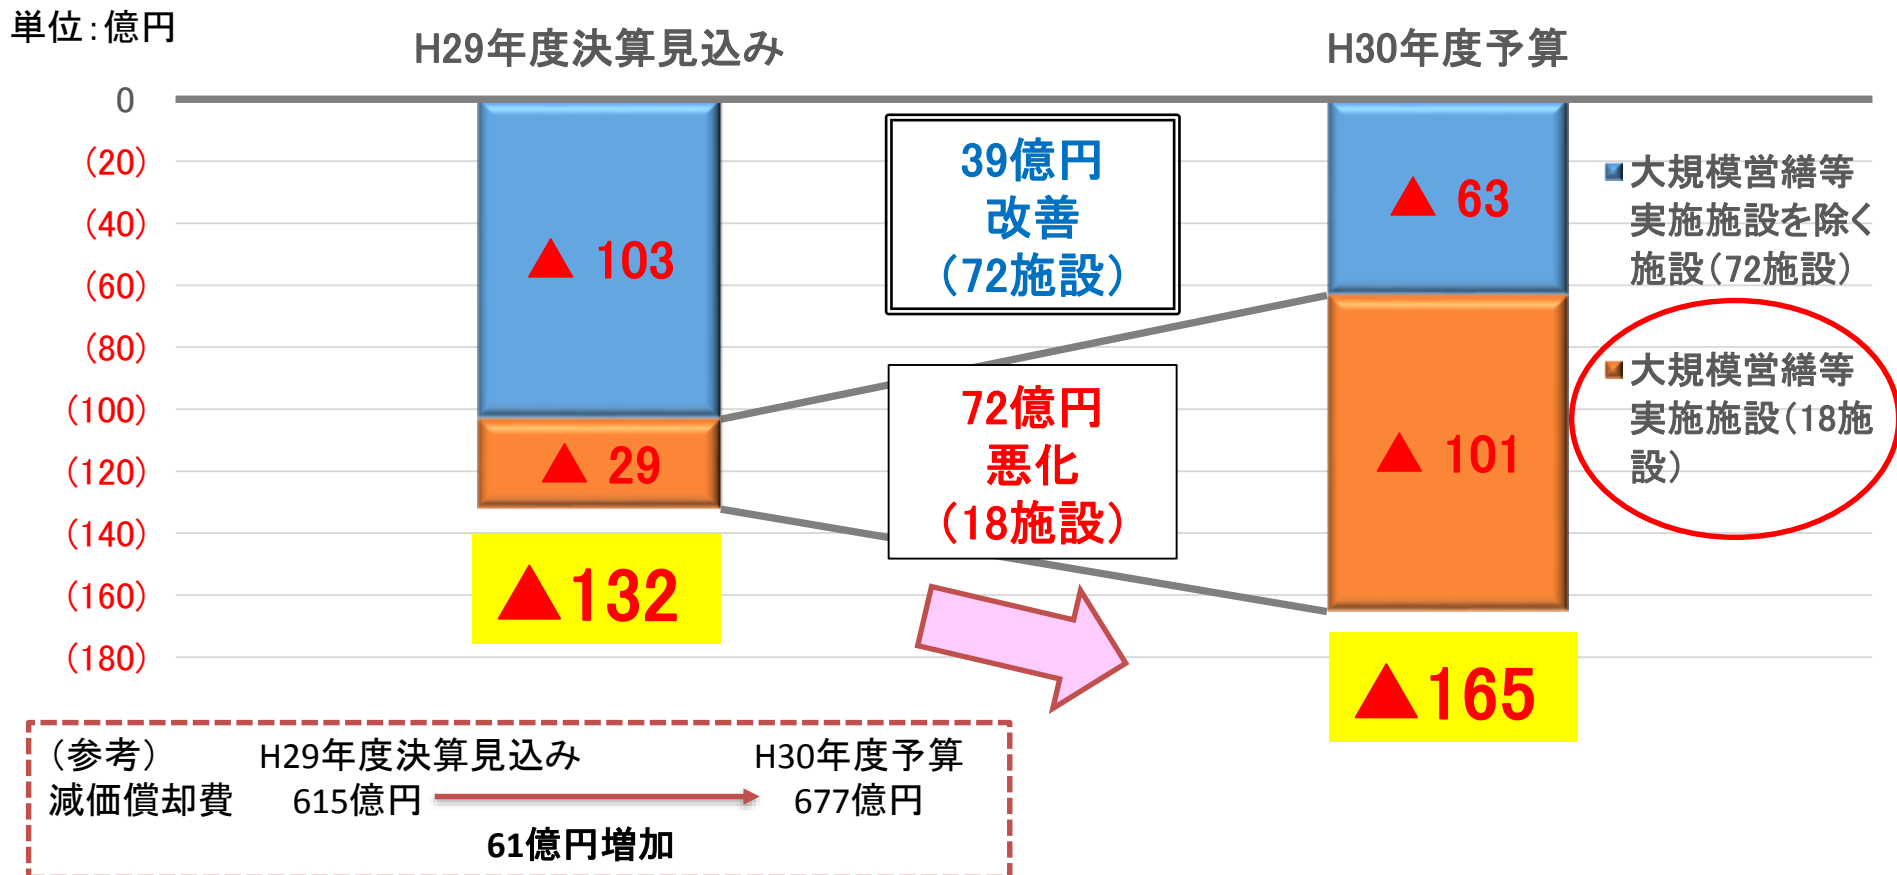 単位：億円
H29年度決算見込み
H30年度予算
0
(20)
(40)
(60)
(80)
(100)
(120)
(140)
(160)
(180)
▲ 103
▲ 29
▲132
39億円
改善
（72施設）
72億円
悪化
（18施設）
▲ 63
▲ 101
▲165
大規模営繕等
実施施設を除く
施設（72施設）
大規模営繕等
実施施設（18施
設）
（参考） H29年度決算見込み H30年度予算
減価償却費 615億円 677億円
61億円増加